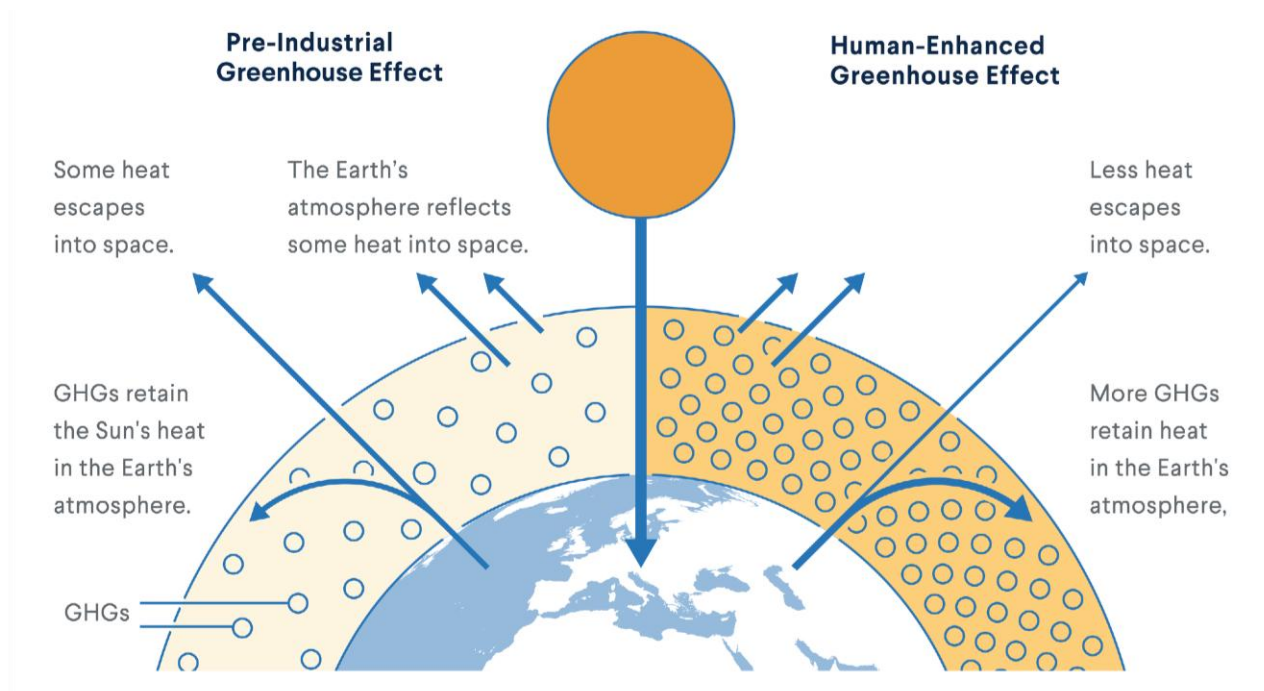 Pre-Industrial
Greenhouse Effect
Human-Enhanced
Greenhouse Effect
Some heat
escapes
into space.
The Earth's
atmosphere reflects
some heat into space.
Less heat
escapes
into space.
GHGs retain
the Sun's heat
in the Earth's
atmosphere.
More GHGs
retain heat
in the Earth's
atmosphere,
GHGs